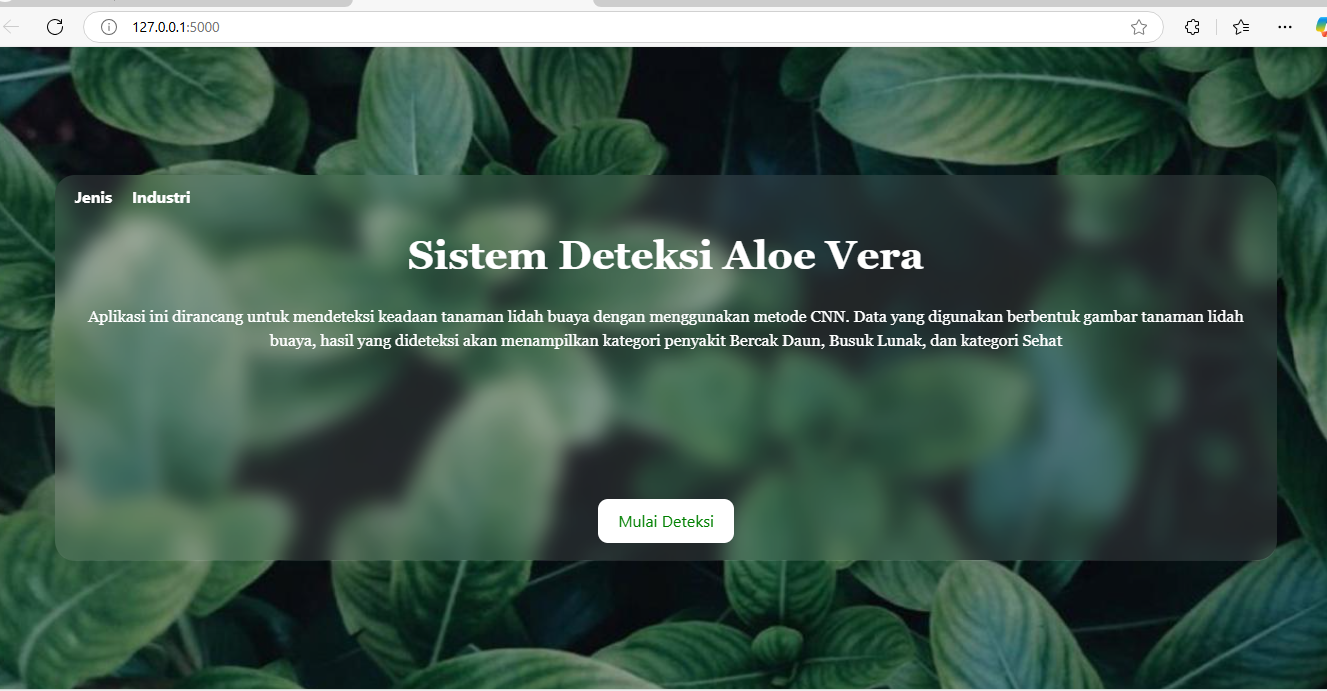 127.0.0.1:5000
Jenis Industri
Sistem Deteksi Aloe Vera
Aplikasi ini dirancang untuk mendeteksi keadaan tanaman lidah buaya dengan menggunakan metode CNN. Data yang digunakan berbentuk gambar tanaman lidah
buaya, hasil yang dideteksi akan menampilkan kategori penyakit Bercak Daun, Busuk Lunak, dan kategori Sehat
Mulai Deteksi